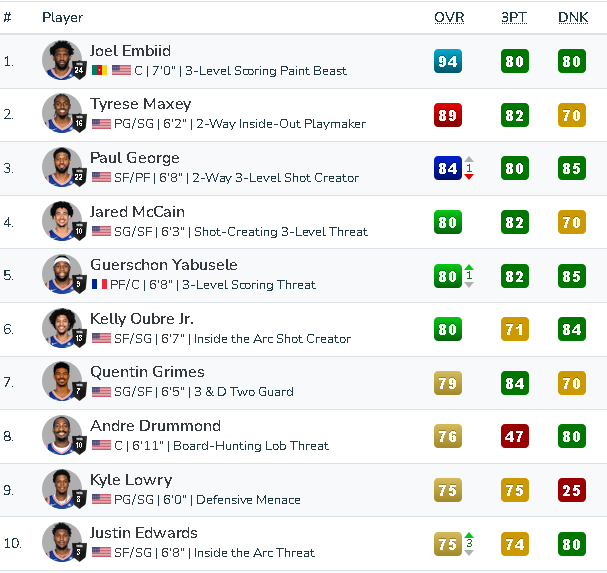 # Player OVR 3PT DNK
1. Joel Embiid 94 80 80
24 C | 7'0" | 3-Level Scoring Paint Beast
2. Tyrese Maxey 89 82 70
16 PG/SG | 6'2" | 2-Way Inside-Out Playmaker
3. Paul George 84 1 80 85
22 SF/PF | 6'8" | 2-Way 3-Level Shot Creator
4. Jared McCain 80 82 70
10 SG/SF | 6'3" | Shot-Creating 3-Level Threat
5. Guerschon Yabusele 80 1 82 85
9 PF/C | 6'8" | 3-Level Scoring Threat
6. Kelly Oubre Jr. 80 71 84
13 SF/SG | 6'7" | Inside the Arc Shot Creator
7. Quentin Grimes 79 84 70
7 SG/SF | 6'5" | 3 & D Two Guard
8. Andre Drummond 76 47 80
10 C | 6'11" | Board-Hunting Lob Threat
9. Kyle Lowry 75 75 25
PG/SG | 6'0" | Defensive Menace
10. Justin Edwards 75 3 74 80
3 SF/SG | 6'8" | Inside the Arc Threat